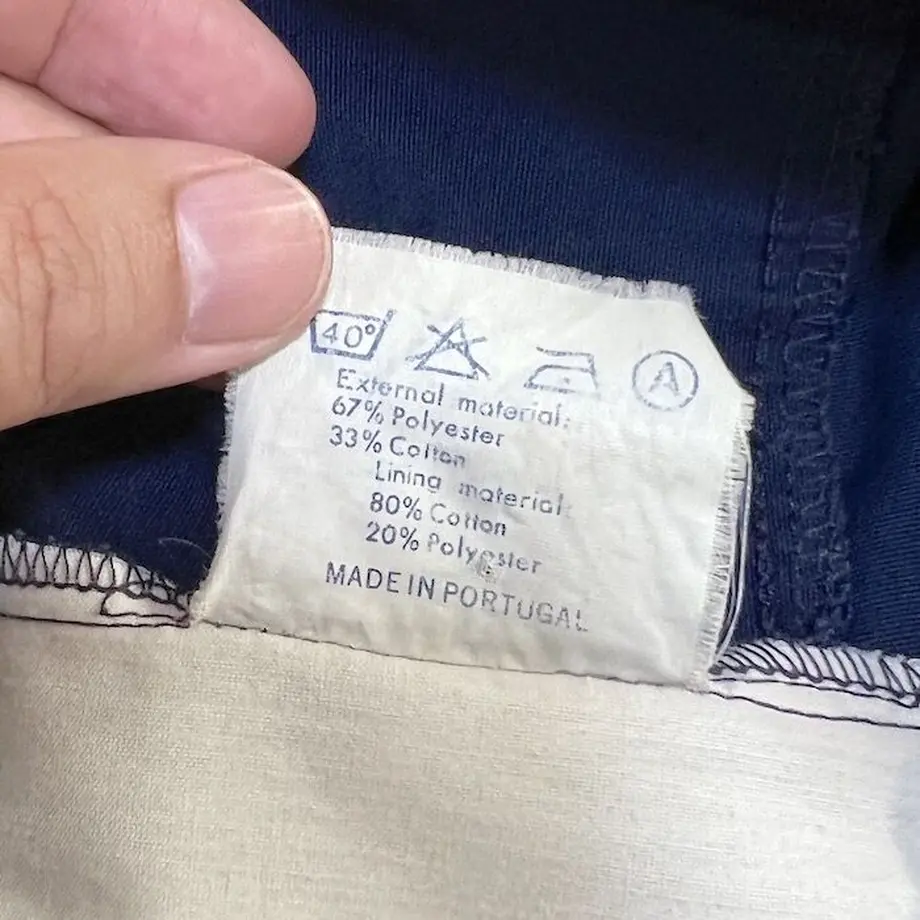 40° A
External material:
67% Polyester
33% Cotton
Lining material:
80% Cotton
20% Polyester
MADE IN PORTUGAL